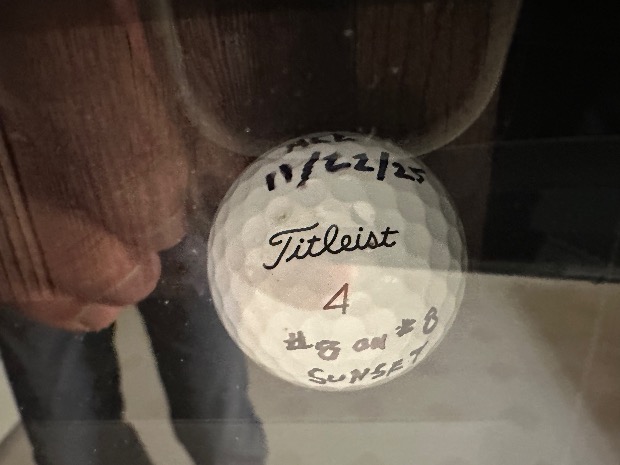 11/22/25
Titleist
4
#8 ON #8
SUNSET